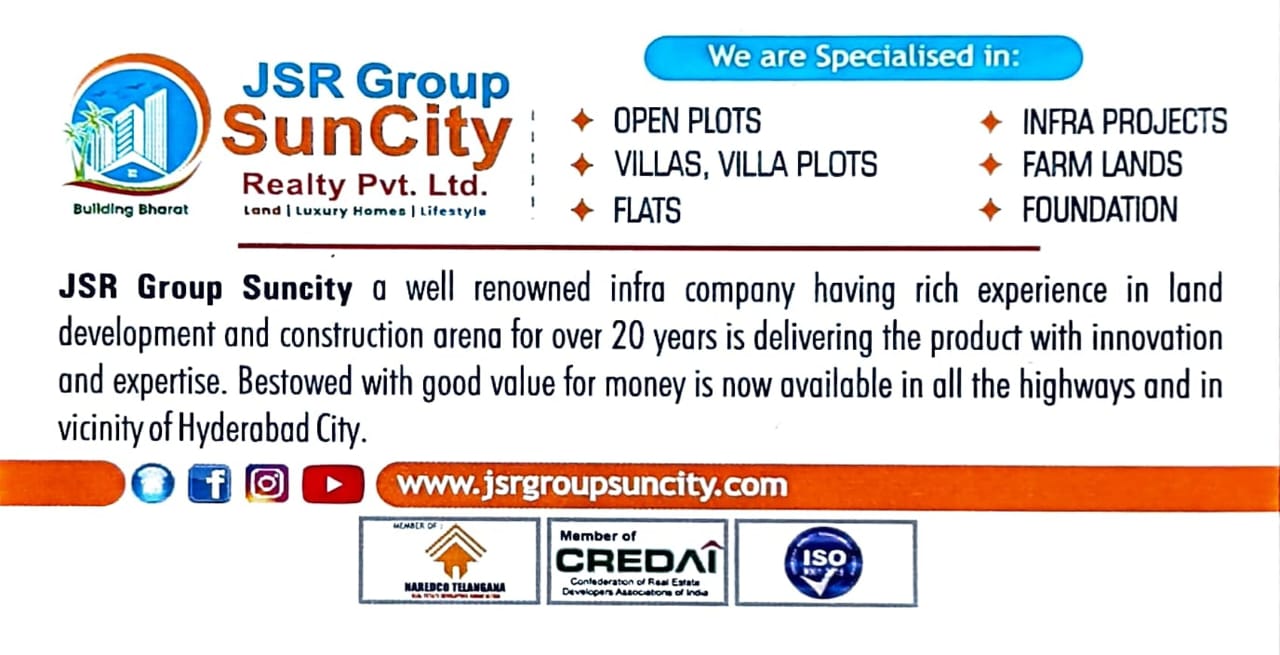 JSR Group
SunCity
Realty Pvt. Ltd.
Land | Luxury Homes | Lifestyle
Building Bharat
We are Specialised in:
OPEN PLOTS
VILLAS, VILLA PLOTS
FLATS
INFRA PROJECTS
FARM LANDS
FOUNDATION
JSR Group Suncity a well renowned infra company having rich experience in land
development and construction arena for over 20 years is delivering the product with innovation
and expertise. Bestowed with good value for money is now available in all the highways and in
vicinity of Hyderabad City.
www.jsrgroupsuncity.com
MEMBER OF :
NAREDCO TELANGANA
Member of
CREDAI
Confederation of Real Estate
Developers Associations of India
ISO